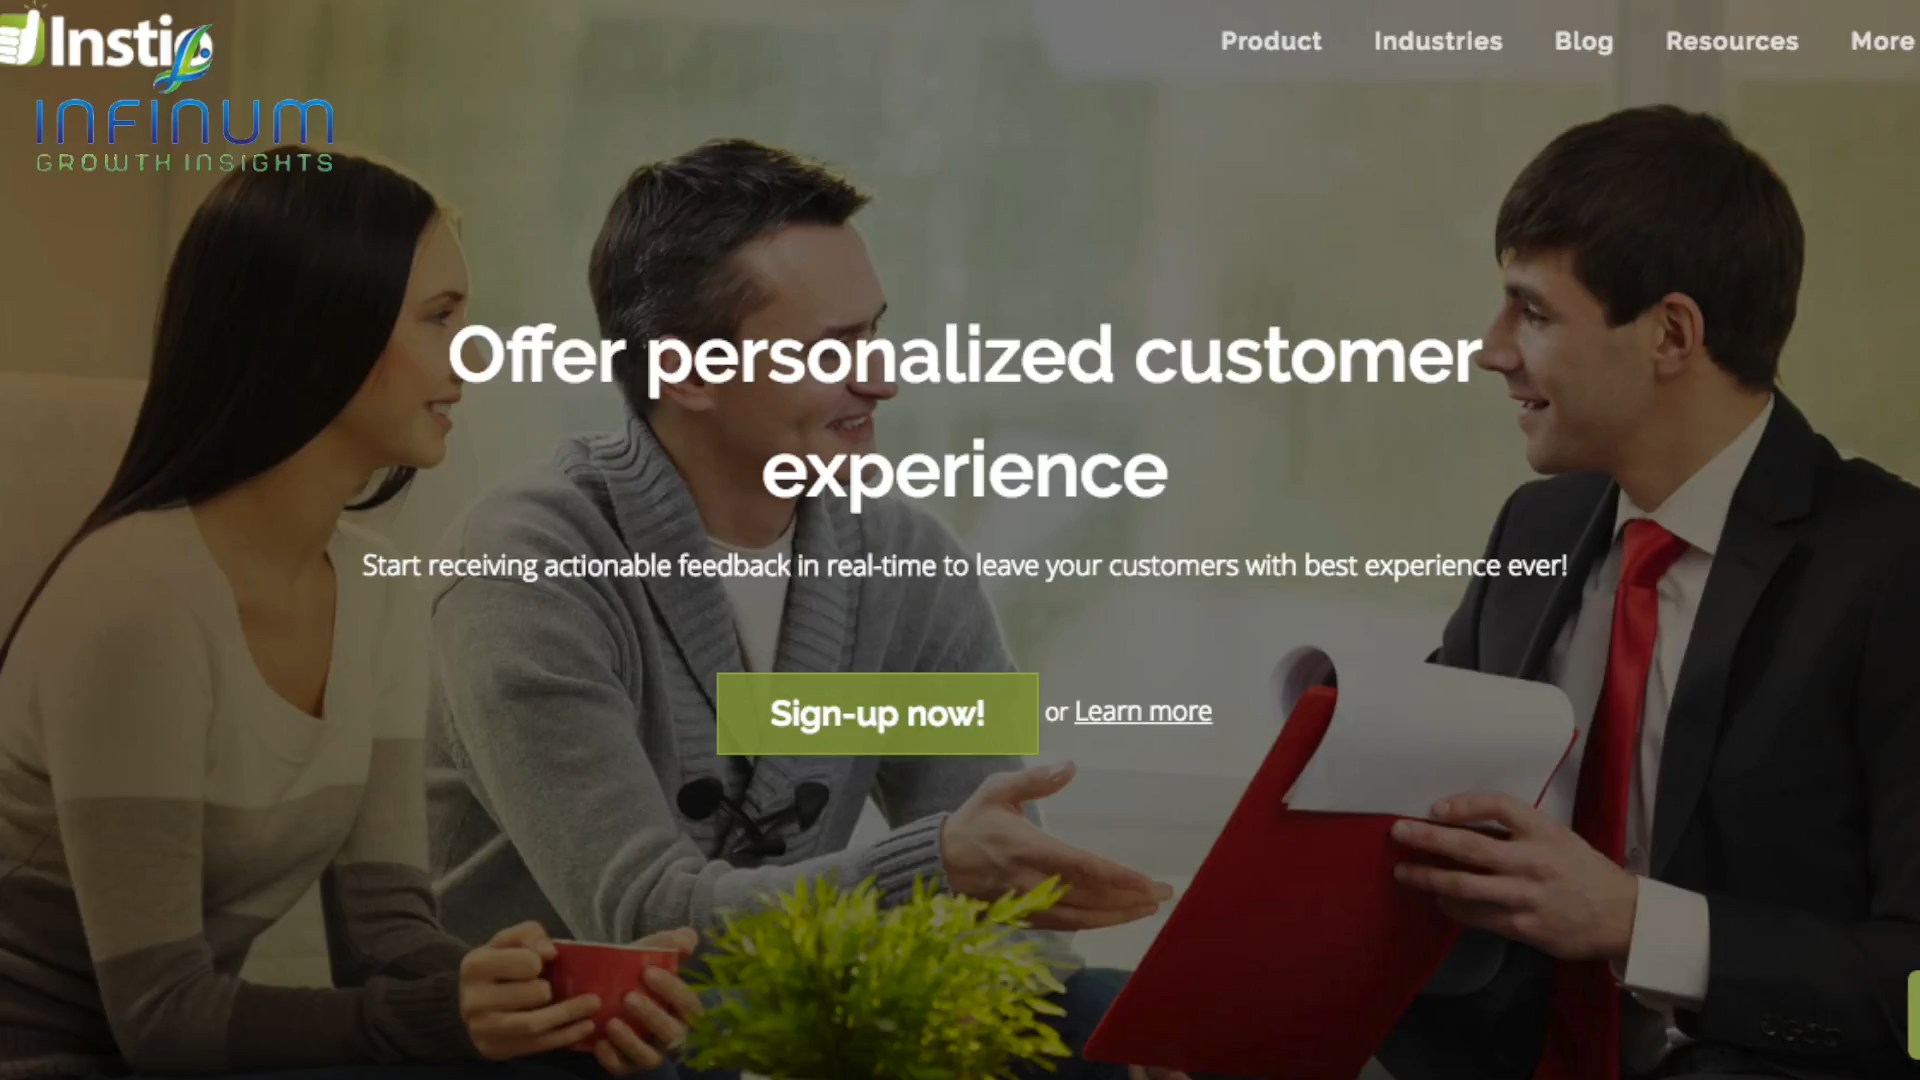 Product Industries Blog Resources More
INFINUM
GROWTH INSIGHTS
Offer personalized customer
experience
Start receiving actionable feedback in real-time to leave your customers with best experience ever!
Sign-up now! or Learn more